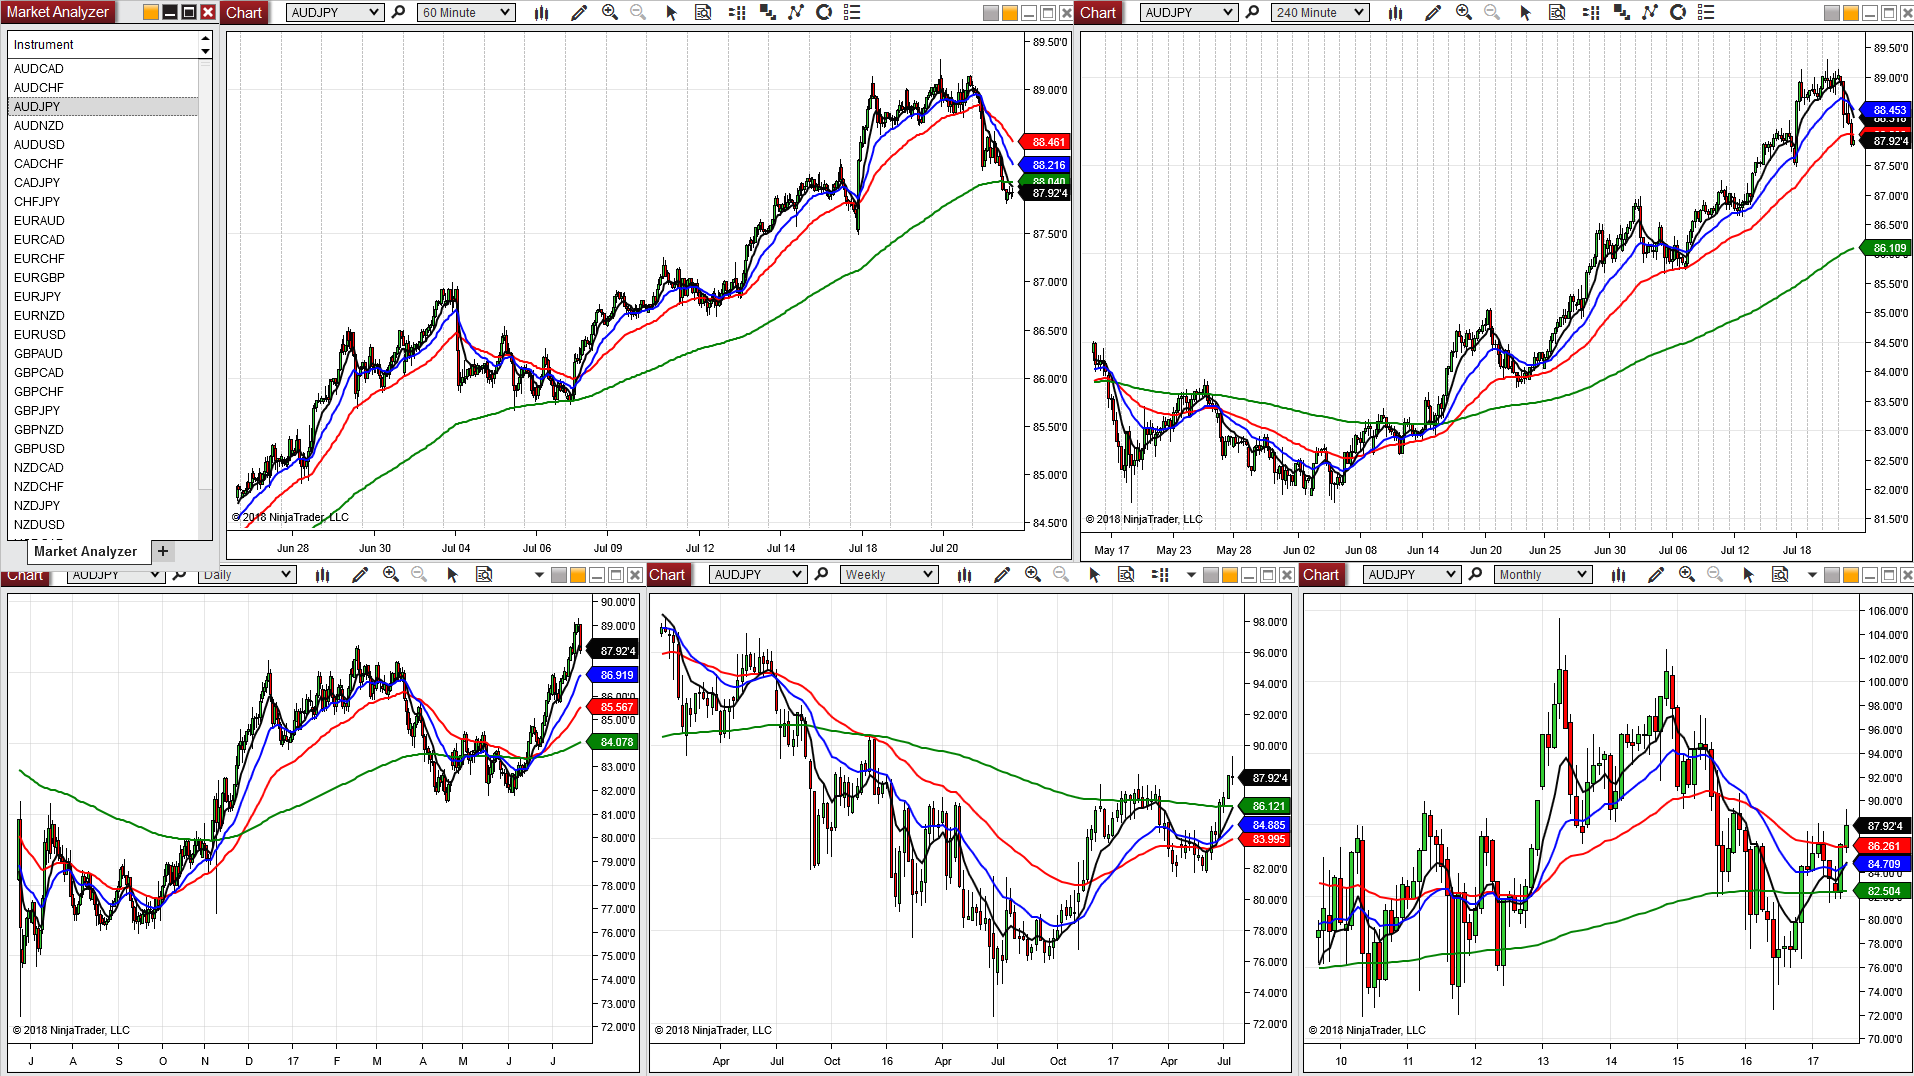 Market Analyzer
Instrument
AUDCAD
AUDCHF
AUDJPY
AUDNZD
AUDUSD
CADCHF
CADJPY
CHFJPY
EURAUD
EURCAD
EURCHF
EURGBP
EURJPY
EURNZD
EURUSD
GBPAUD
GBPCAD
GBPCHF
GBPJPY
GBPNZD
GBPUSD
NZDCAD
NZDCHF
NZDJPY
NZDUSD
Market Analyzer +
Chart AUDJPY 60 Minute
89.50'0
89.00'0
88.461
88.216
88.040
87.92'4
87.50'0
87.00'0
86.50'0
86.00'0
85.50'0
85.00'0
84.50'0
© 2018 NinjaTrader, LLC
Jun 28 Jun 30 Jul 04 Jul 06 Jul 09 Jul 12 Jul 14 Jul 18 Jul 20
Chart AUDJPY 240 Minute
89.50'0
89.00'0
88.453
87.92'4
87.50'0
87.00'0
86.50'0
86.109
85.50'0
85.00'0
84.50'0
84.00'0
83.50'0
83.00'0
82.50'0
82.00'0
81.50'0
© 2018 NinjaTrader, LLC
May 17 May 23 May 28 Jun 02 Jun 08 Jun 14 Jun 20 Jun 25 Jun 30 Jul 06 Jul 12 Jul 18
Chart AUDJPY Daily
90.00'0
89.00'0
87.92'4
86.919
86.00'0
85.567
85.00'0
84.078
83.00'0
82.00'0
81.00'0
80.00'0
79.00'0
78.00'0
77.00'0
76.00'0
75.00'0
74.00'0
73.00'0
72.00'0
© 2018 NinjaTrader, LLC
J A S O N D 17 F M A M J J
Chart AUDJPY Weekly
98.00'0
96.00'0
94.00'0
92.00'0
90.00'0
87.92'4
86.121
84.885
83.995
82.00'0
80.00'0
78.00'0
76.00'0
74.00'0
72.00'0
© 2018 NinjaTrader, LLC
Apr Jul Oct 16 Apr Jul Oct 17 Apr Jul
Chart AUDJPY Monthly
106.00'0
104.00'0
102.00'0
100.00'0
98.00'0
96.00'0
94.00'0
92.00'0
90.00'0
87.92'4
86.261
84.709
84.00'0
82.504
80.00'0
78.00'0
76.00'0
74.00'0
72.00'0
70.00'0
© 2018 NinjaTrader, LLC
10 11 12 13 14 15 16 17